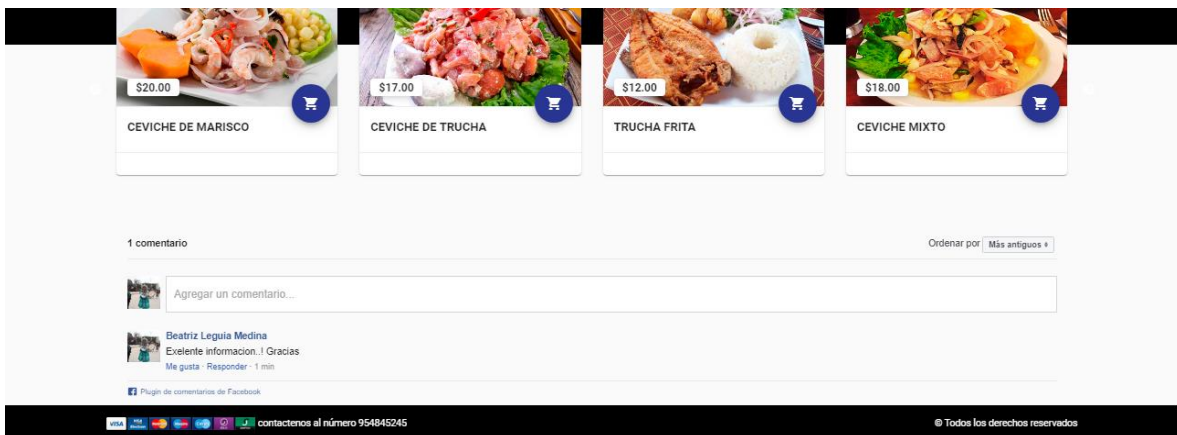 $20.00
$17.00
$12.00
$18.00
CEVICHE DE MARISCO
CEVICHE DE TRUCHA
TRUCHA FRITA
CEVICHE MIXTO
1 comentario
Ordenar por Más antiguos
Agregar un comentario...
Beatriz Leguia Medina
Exelente informacion..! Gracias
Me gusta · Responder · 1 min
Plugin de comentarios de Facebook
VISA contactenos al número 954845245
© Todos los derechos reservados